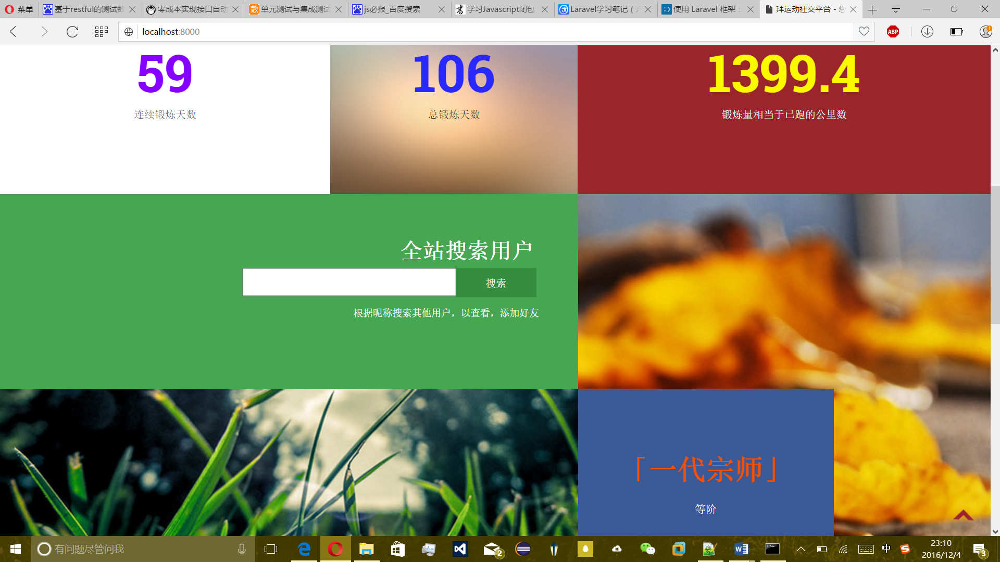 菜单
基于restful的测试数
零成本实现接口自动
散
单元测试与集成测试
js必报_百度搜索
学习Javascript闭包
Laravel学习笔记（
使用 Laravel 框架：
拜运动社交平台 -
localhost:8000
ABP
59
连续锻炼天数
106
总锻炼天数
1399.4
锻炼量相当于已跑的公里数
全站搜索用户
搜索
根据昵称搜索其他用户，以查看，添加好友
「一代宗师」
等阶
有问题尽管问我
2
中
23:10
2016/12/4
3